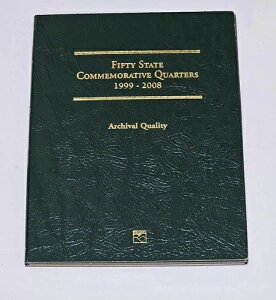 Fifty State
Commemorative Quarters
1999 - 2008
Archival Quality